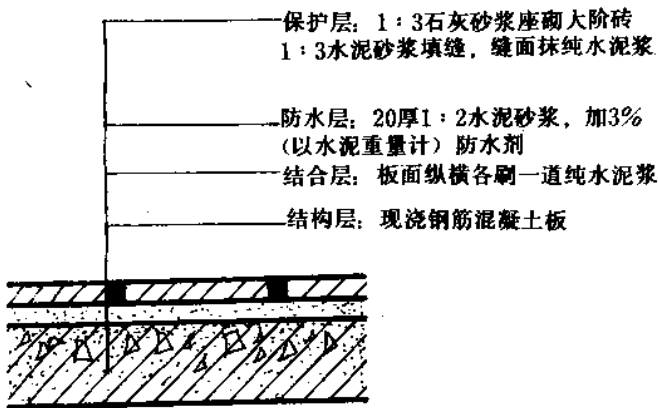 保护层：1：3石灰砂浆座砌大阶砖
1：3水泥砂浆填缝，缝面抹纯水泥浆
防水层：20厚1：2水泥砂浆，加3%
（以水泥重量计）防水剂
结合层：板面纵横各刷一道纯水泥浆
结构层：现浇钢筋混凝土板